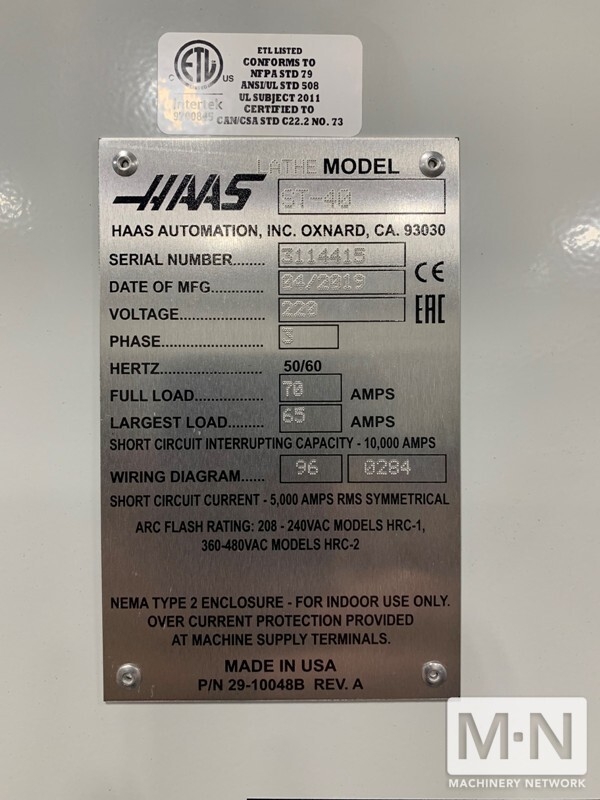 ETL LISTED
CONFORMS TO
NFPA STD 79
ANSI/UL STD 508
UL SUBJECT 2011
CERTIFIED TO
CAN/CSA STD C22.2 NO. 73
C ETL US
Intertek
LATHE MODEL
HAAS ST-40
HAAS AUTOMATION, INC. OXNARD, CA. 93030
SERIAL NUMBER........ 3114415
DATE OF MFG............. 04/2019 CE
VOLTAGE.................... 220 EAC
PHASE........................ 3
HERTZ........................ 50/60
FULL LOAD................. 70 AMPS
LARGEST LOAD......... 65 AMPS
SHORT CIRCUIT INTERRUPTING CAPACITY - 10,000 AMPS
WIRING DIAGRAM...... 96 0284
SHORT CIRCUIT CURRENT - 5,000 AMPS RMS SYMMETRICAL
ARC FLASH RATING: 208 - 240VAC MODELS HRC-1,
360-480VAC MODELS HRC-2
NEMA TYPE 2 ENCLOSURE - FOR INDOOR USE ONLY.
OVER CURRENT PROTECTION PROVIDED
AT MACHINE SUPPLY TERMINALS.
MADE IN USA
P/N 29-10048B REV. A
M·N
MACHINERY NETWORK